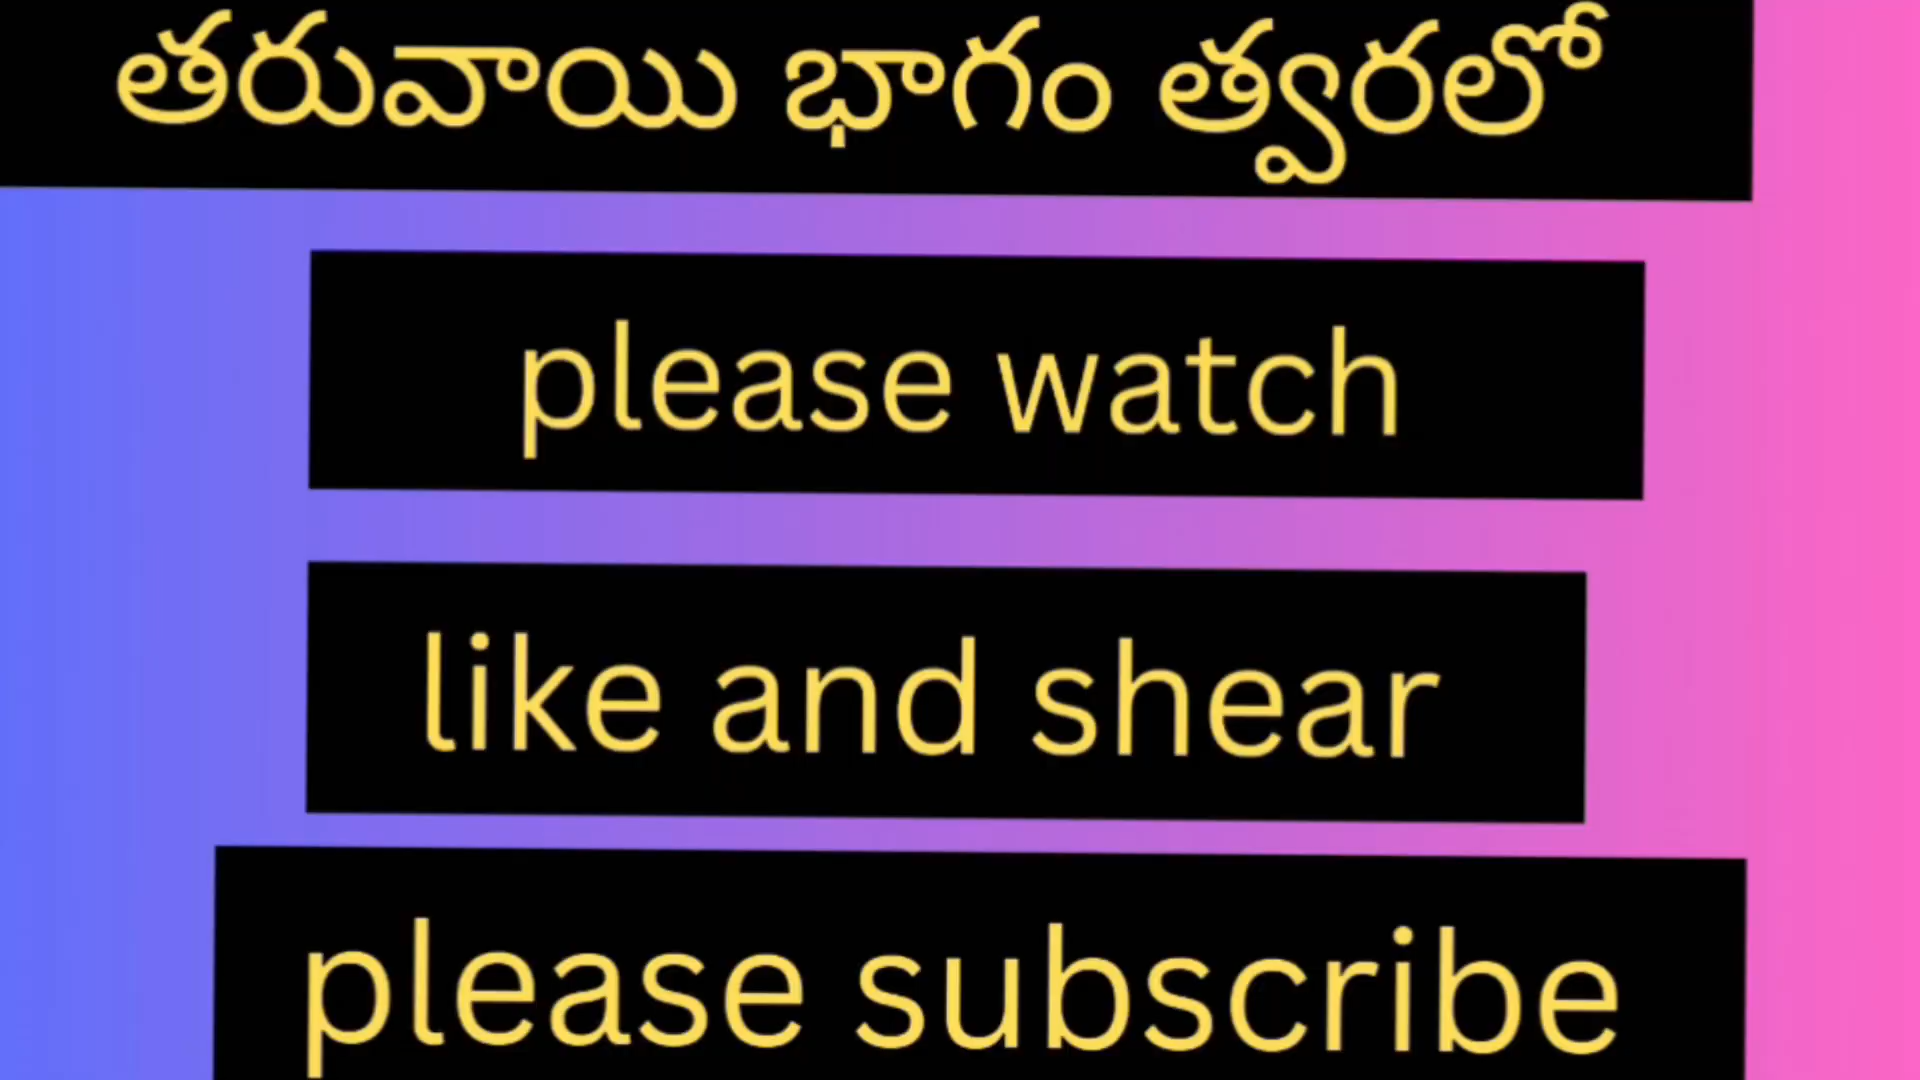 తరువాయి భాగం త్వరలో
please watch
like and shear
please subscribe